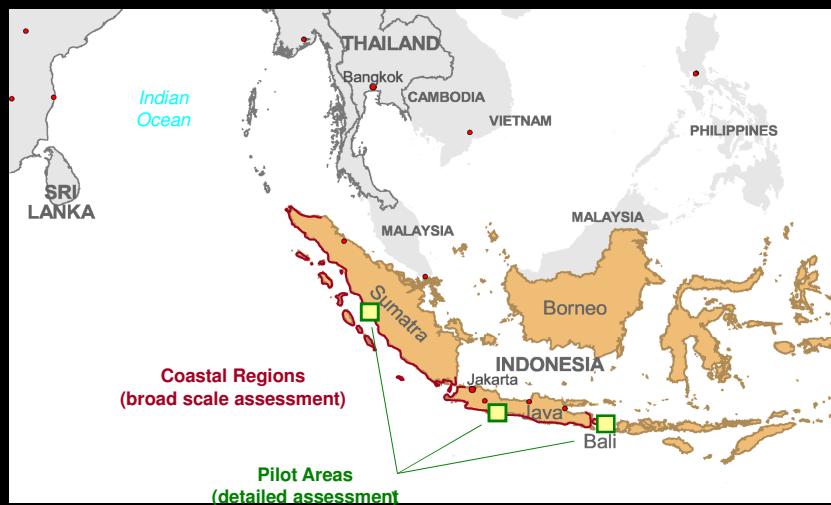 THAILAND
Bangkok
CAMBODIA
Indian
Ocean
VIETNAM
PHILIPPINES
SRI
LANKA
MALAYSIA
MALAYSIA
Sumatra
Borneo
INDONESIA
Coastal Regions
(broad scale assessment)
Jakarta
Java
Bali
Pilot Areas
(detailed assessment